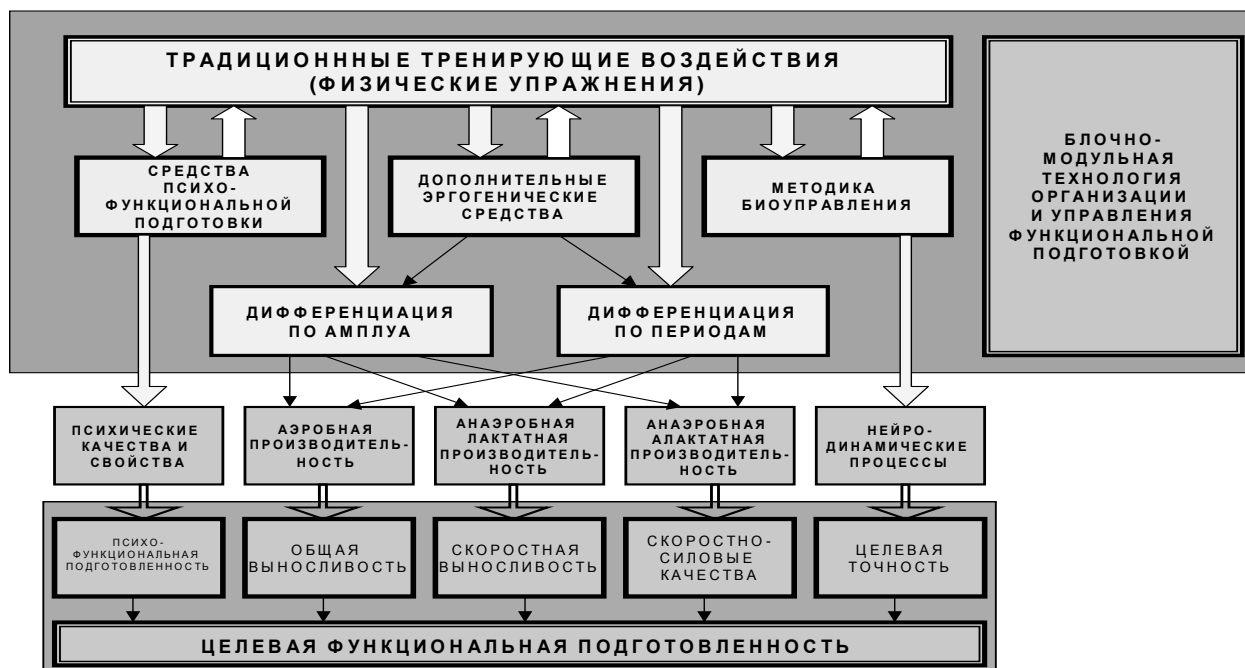 ТРАДИЦИОНННЫЕ ТРЕНИРУЮЩИЕ ВОЗДЕЙСТВИЯ
(ФИЗИЧЕСКИЕ УПРАЖНЕНИЯ)
БЛОЧНО-
МОДУЛЬНАЯ
ТЕХНОЛОГИЯ
ОРГАНИЗАЦИИ
И УПРАВЛЕНИЯ
ФУНКЦИОНАЛЬНОЙ
ПОДГОТОВКОЙ
СРЕДСТВА
ПСИХО-
ФУНКЦИОНАЛЬНОЙ
ПОДГОТОВКИ
ДОПОЛНИТЕЛЬНЫЕ
ЭРГОГЕНИЧЕСКИЕ
СРЕДСТВА
МЕТОДИКА
БИОУПРАВЛЕНИЯ
ДИФФЕРЕНЦИАЦИЯ
ПО АМПЛУА
ДИФФЕРЕНЦИАЦИЯ
ПО ПЕРИОДАМ
ПСИХИЧЕСКИЕ
КАЧЕСТВА И
СВОЙСТВА
АЭРОБНАЯ
ПРОИЗВОДИТЕЛЬ-
НОСТЬ
АНАЭРОБНАЯ
ЛАКТАТНАЯ
ПРОИЗВОДИТЕЛЬ-
НОСТЬ
АНАЭРОБНАЯ
АЛАКТАТНАЯ
ПРОИЗВОДИТЕЛЬ-
НОСТЬ
НЕЙРО-
ДИНАМИЧЕСКИЕ
ПРОЦЕССЫ
ПСИХО-
ФУНКЦИОНАЛЬНАЯ
ПОДГОТОВЛЕННОСТЬ
ОБЩАЯ
ВЫНОСЛИВОСТЬ
СКОРОСТНАЯ
ВЫНОСЛИВОСТЬ
СКОРОСТНО-
СИЛОВЫЕ
КАЧЕСТВА
ЦЕЛЕВАЯ
ТОЧНОСТЬ
ЦЕЛЕВАЯ ФУНКЦИОНАЛЬНАЯ ПОДГОТОВЛЕННОСТЬ